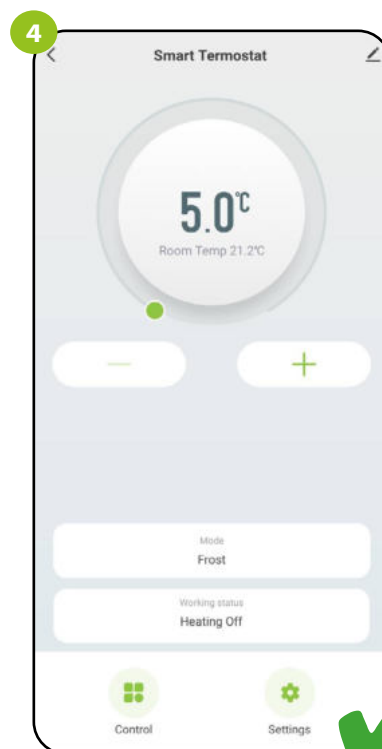 4
Smart Termostat
5.0°C
Room Temp 21.2°C
Mode
Frost
Working status
Heating Off
Control
Settings